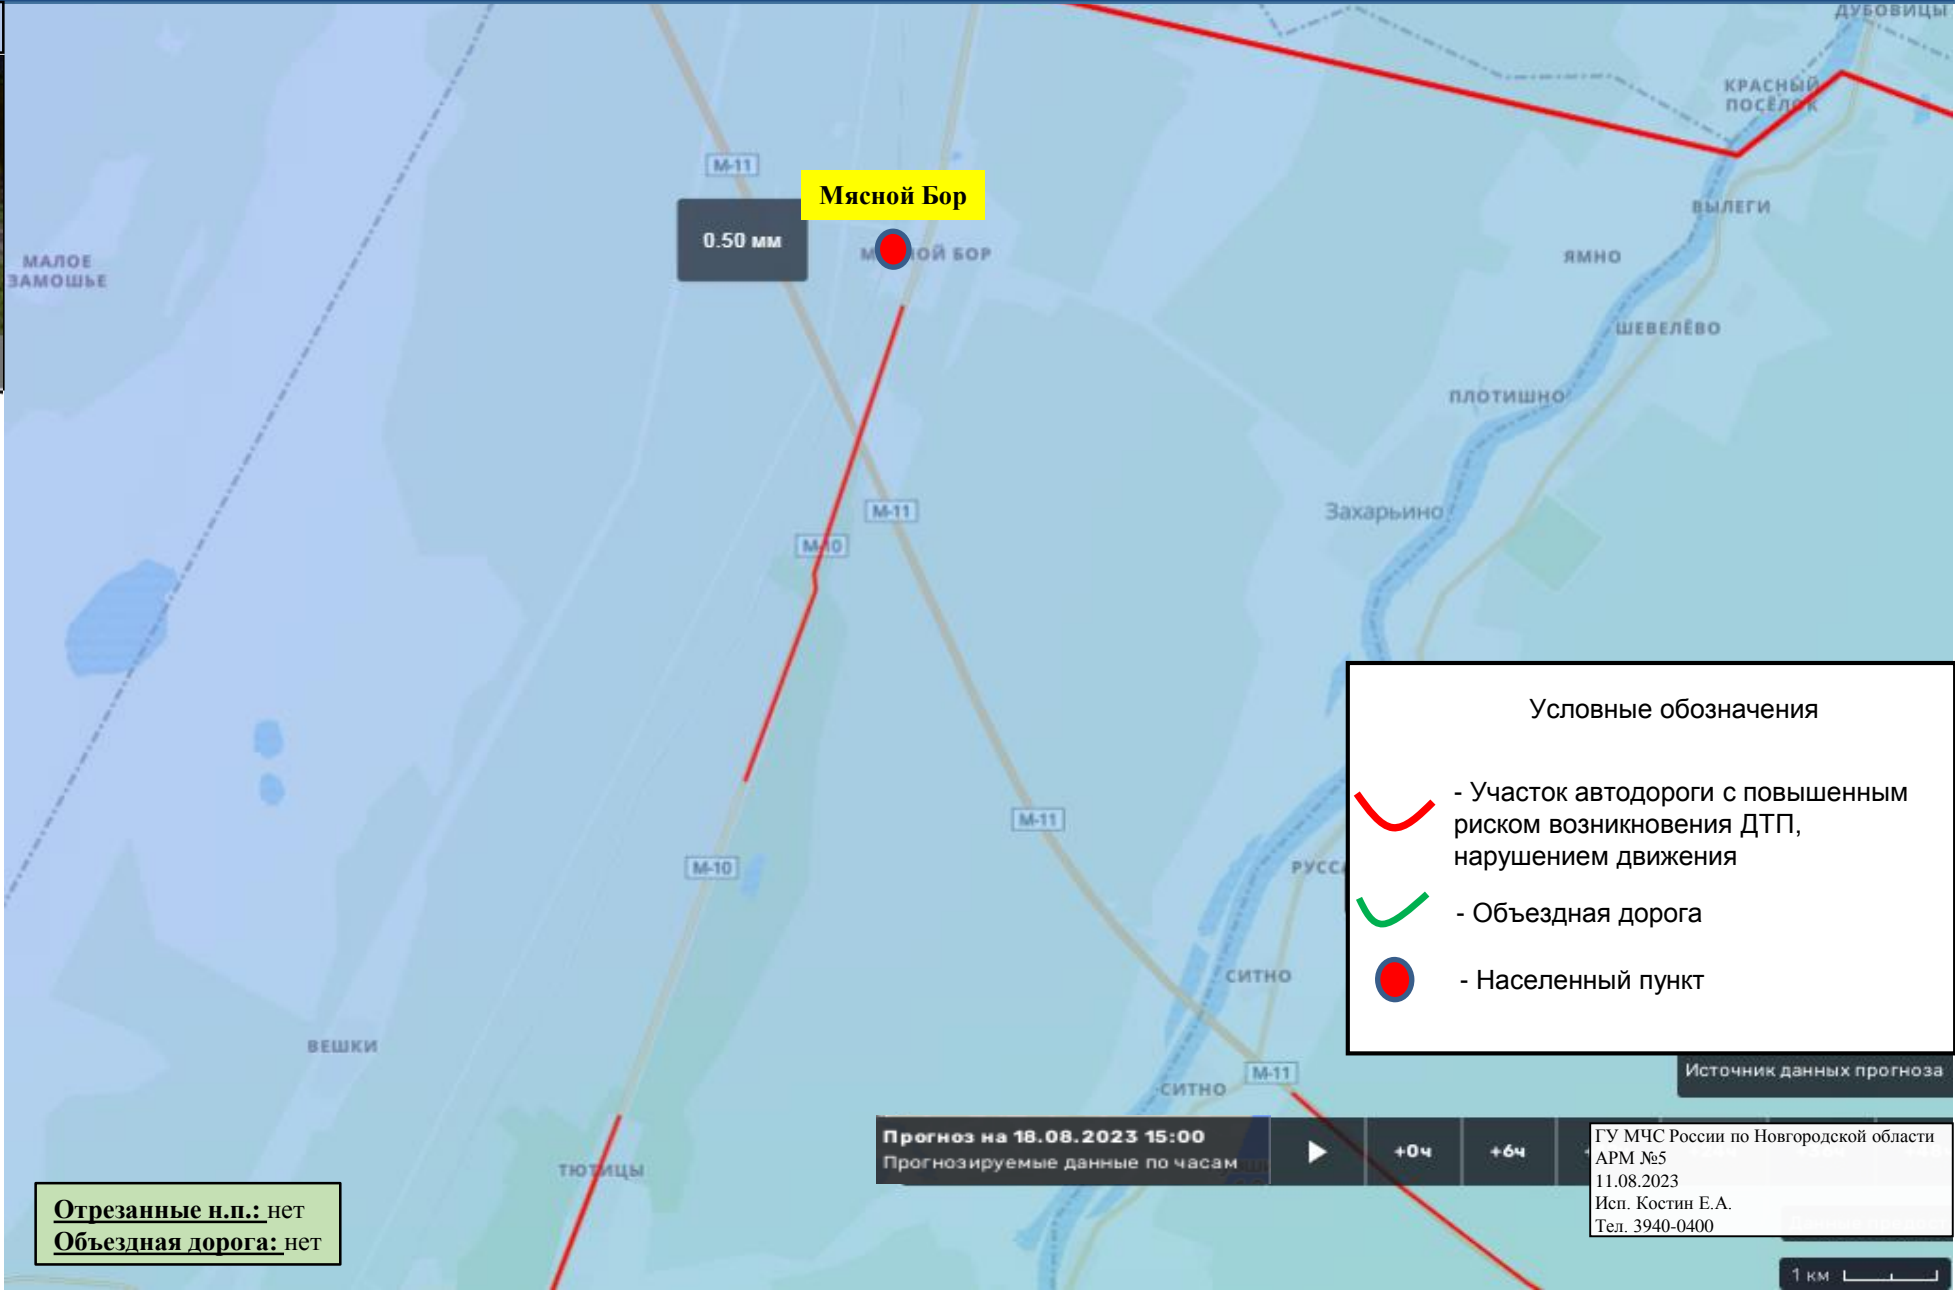 ДУБОВИЦЫ
КРАСНЫЙ
ПОСЁЛОК
М-11
Мясной Бор
ВЫЛЕГИ
0.50 мм
ОЙ БОР
МАЛОЕ
ЗАМОШЬЕ
ЯМНО
ШЕВЕЛЁВО
ПЛОТИШНО
М-11
Захарьино
М-10
Условные обозначения
- Участок автодороги с повышенным
риском возникновения ДТП,
нарушением движения
- Объездная дорога
- Населенный пункт
М-11
М-10
РУССА
СИТНО
ВЕШКИ
М-11
СИТНО
Источник данных прогноза
Прогноз на 18.08.2023 15:00
Прогнозируемые данные по часам
+0ч
+6ч
ГУ МЧС России по Новгородской области
АРМ №5
11.08.2023
Исп. Костин Е.А.
Тел. 3940-0400
ТЮТИЦЫ
Отрезанные н.п.: нет
Объездная дорога: нет
1 км